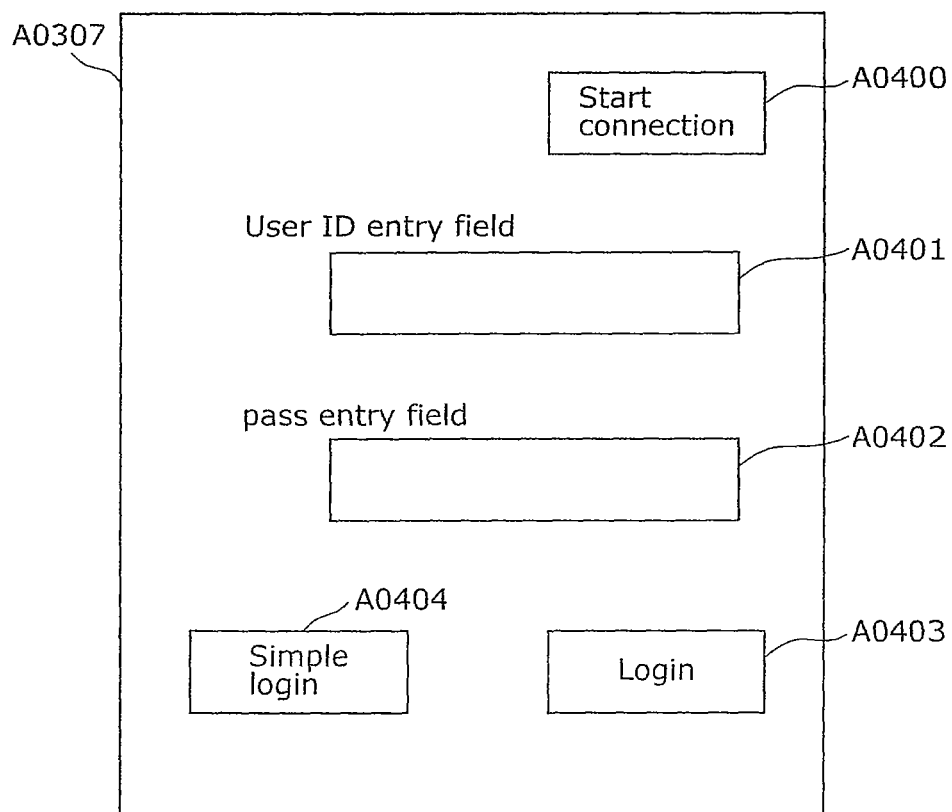 A0307
A0400
Start
connection
User ID entry field
A0401
pass entry field
A0402
A0404
Simple
login
A0403
Login